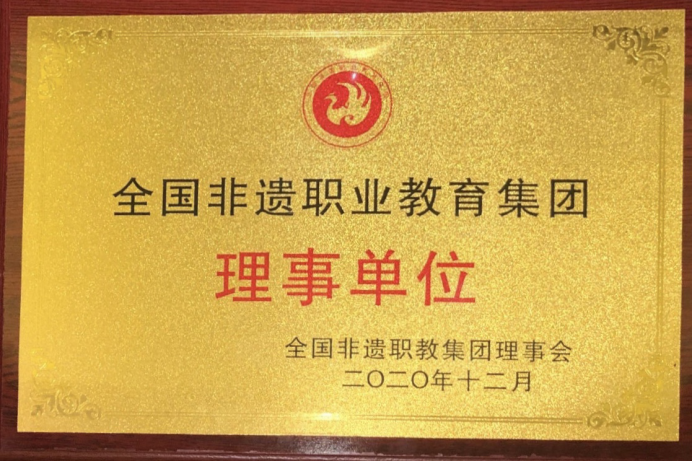 全国非遗职业教育集团
理事单位
全国非遗职教集团理事会
二〇二〇年十二月